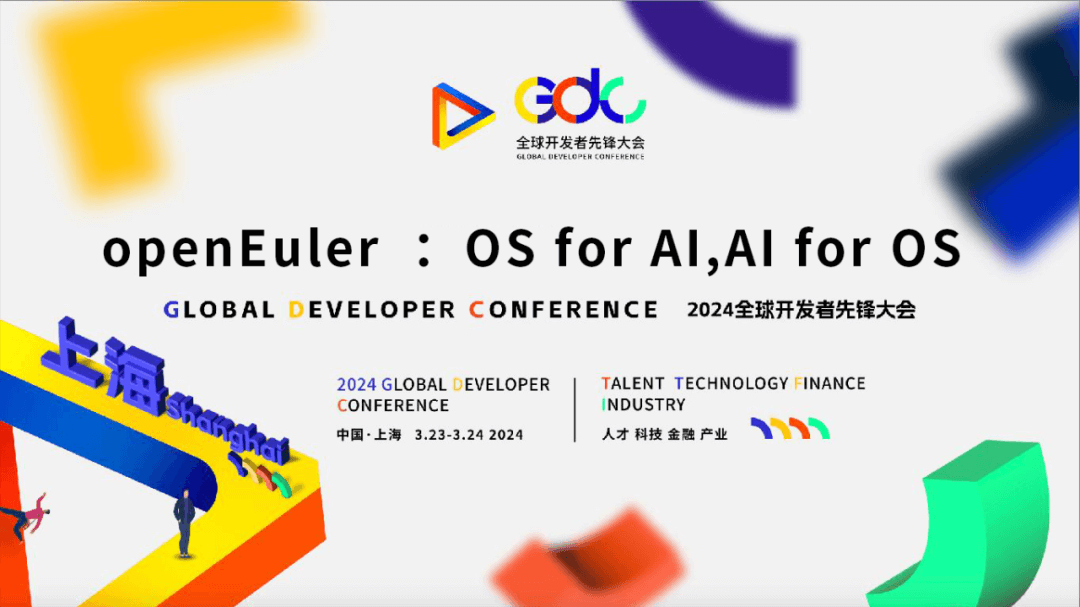 GDC
全球开发者先锋大会
GLOBAL DEVELOPER CONFERENCE
openEuler : OS for AI,AI for OS
GLOBAL DEVELOPER CONFERENCE 2024全球开发者先锋大会
上海
Shanghai
2024 GLOBAL DEVELOPER
CONFERENCE
中国·上海 3.23-3.24 2024
TALENT TECHNOLOGY FINANCE
INDUSTRY
人才 科技 金融 产业